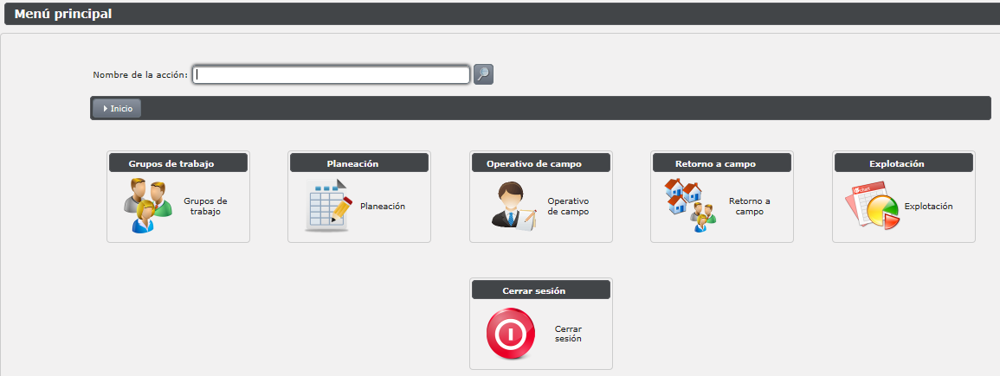 Menú principal
Nombre de la acción:
Inicio
Grupos de trabajo
Grupos de
trabajo
Planeación
Planeación
Operativo de campo
Operativo
de campo
Retorno a campo
Retorno a
campo
Explotación
Explotación
Cerrar sesión
Cerrar
sesión